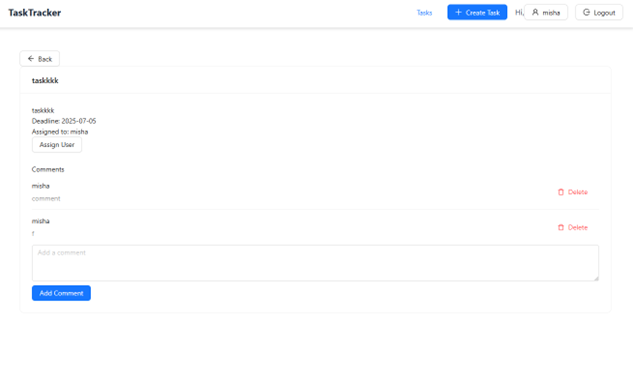 TaskTracker
Tasks
Create Task
Hi,
misha
Logout
Back
taskkkk
taskkkk
Deadline: 2025-07-05
Assigned to: misha
Assign User
Comments
misha
comment
Delete
misha
Delete
Add a comment
Add Comment